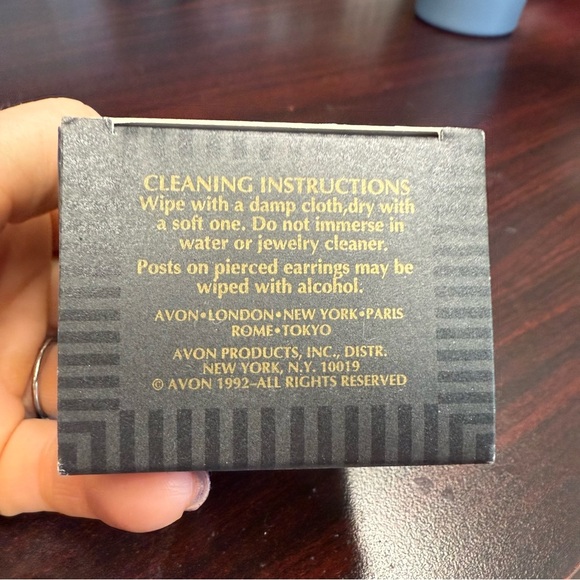 CLEANING INSTRUCTIONS
Wipe with a damp cloth,dry with
a soft one. Do not immerse in
water or jewelry cleaner.
Posts on pierced earrings may be
wiped with alcohol.
AVON•LONDON•NEW YORK•PARIS
ROME•TOKYO
AVON PRODUCTS, INC., DISTR.
NEW YORK, N.Y. 10019
© AVON 1992–ALL RIGHTS RESERVED